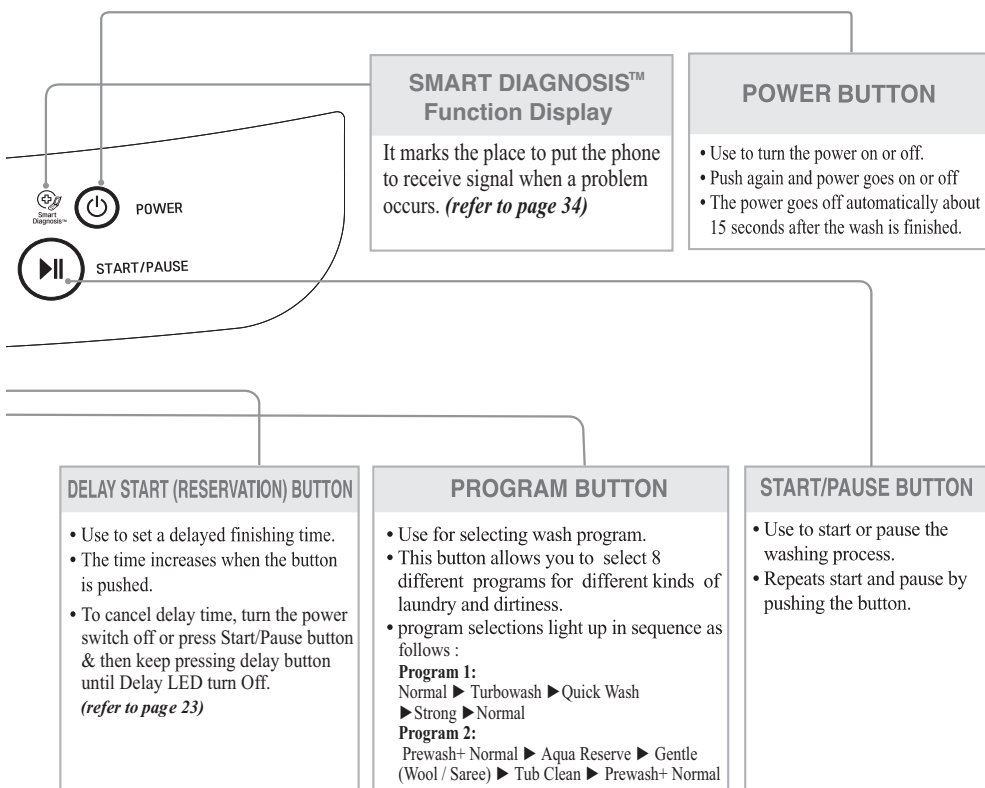 SMART DIAGNOSIS™
Function Display
It marks the place to put the phone
to receive signal when a problem
occurs. (refer to page 34)
POWER BUTTON
• Use to turn the power on or off.
• Push again and power goes on or off
• The power goes off automatically about
15 seconds after the wash is finished.
Smart
Diagnosis™
POWER
START/PAUSE
DELAY START (RESERVATION) BUTTON
• Use to set a delayed finishing time.
• The time increases when the button
is pushed.
• To cancel delay time, turn the power
switch off or press Start/Pause button
& then keep pressing delay button
until Delay LED turn Off.
(refer to page 23)
PROGRAM BUTTON
• Use for selecting wash program.
• This button allows you to select 8
different programs for different kinds of
laundry and dirtiness.
• program selections light up in sequence as
follows :
Program 1:
Normal ▶ Turbowash ▶Quick Wash
▶Strong ▶Normal
Program 2:
Prewash+ Normal ▶ Aqua Reserve ▶ Gentle
(Wool / Saree) ▶ Tub Clean ▶ Prewash+ Normal
START/PAUSE BUTTON
• Use to start or pause the
washing process.
• Repeats start and pause by
pushing the button.